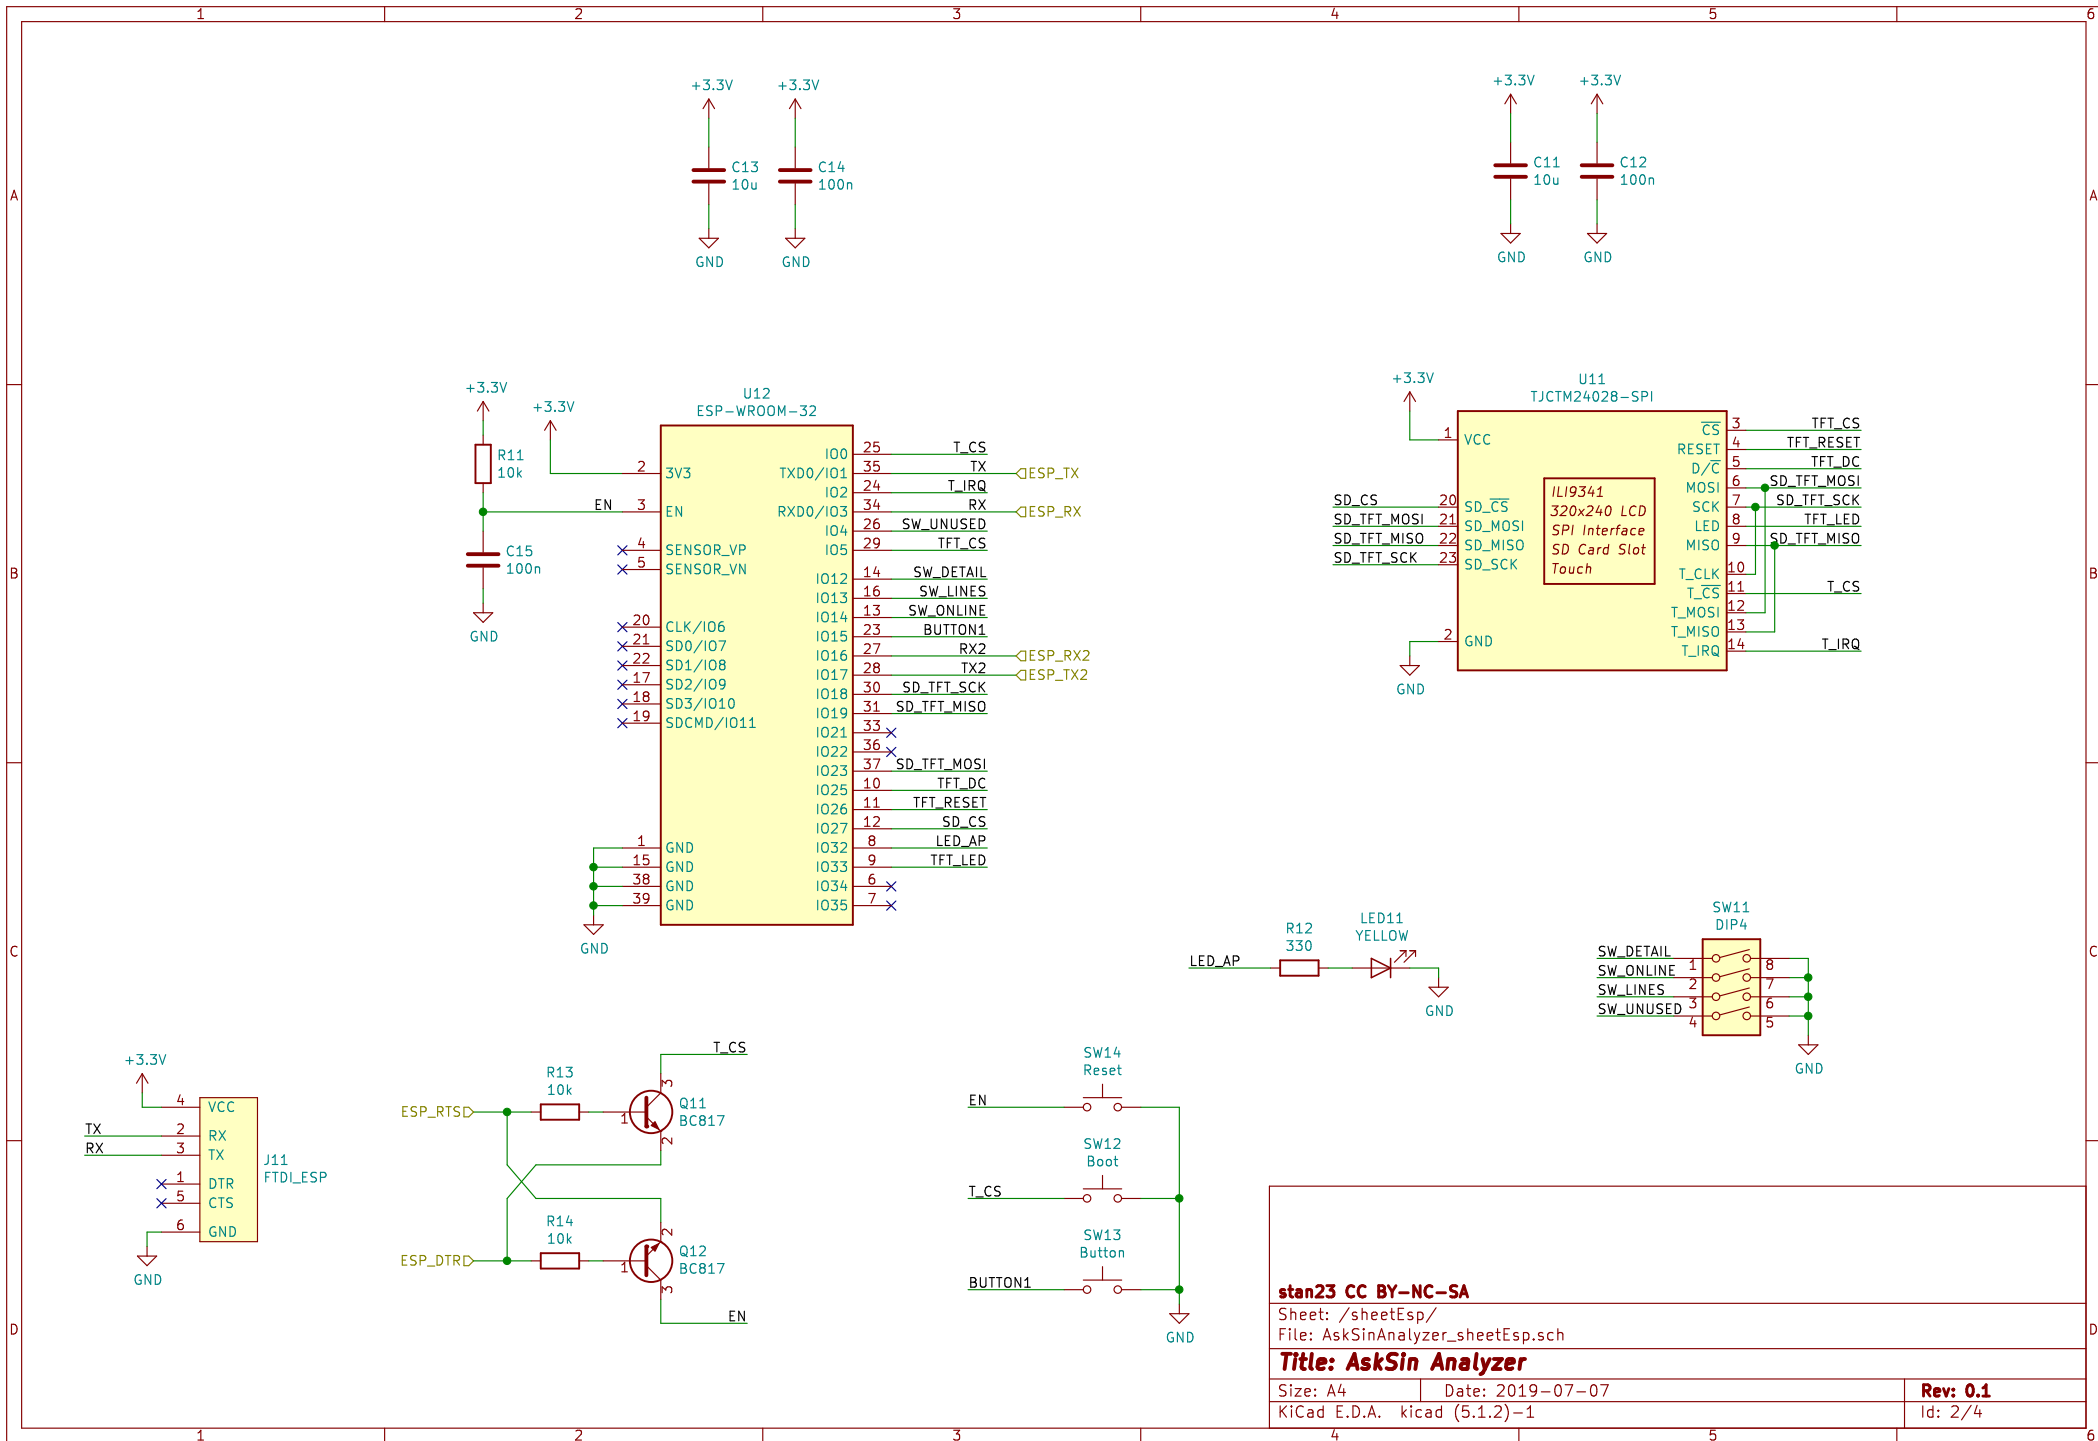 1 2 3 4 5 6
A
B
C
D
+3.3V
+3.3V
C13
10u
C14
100n
GND
GND
+3.3V
+3.3V
C11
10u
C12
100n
GND
GND
+3.3V
+3.3V
R11
10k
EN
C15
100n
GND
U12
ESP-WROOM-32
2 3V3
3 EN
4 SENSOR_VP
5 SENSOR_VN
20 CLK/IO6
21 SD0/IO7
22 SD1/IO8
17 SD2/IO9
18 SD3/IO10
19 SDCMD/IO11
1 GND
15 GND
38 GND
39 GND
GND
IO0 25 T_CS
TXD0/IO1 35 TX ESP_TX
IO2 24 T_IRQ
RXD0/IO3 34 RX ESP_RX
IO4 26 SW_UNUSED
IO5 29 TFT_CS
IO12 14 SW_DETAIL
IO13 16 SW_LINES
IO14 13 SW_ONLINE
IO15 23 BUTTON1
IO16 27 RX2 ESP_RX2
IO17 28 TX2 ESP_TX2
IO18 30 SD_TFT_SCK
IO19 31 SD_TFT_MISO
IO21 33
IO22 36
IO23 37 SD_TFT_MOSI
IO25 10 TFT_DC
IO26 11 TFT_RESET
IO27 12 SD_CS
IO32 8 LED_AP
IO33 9 TFT_LED
IO34 6
IO35 7
U11
TJCTM24028-SPI
+3.3V
1 VCC
SD_CS 20 SD_CS
SD_TFT_MOSI 21 SD_MOSI
SD_TFT_MISO 22 SD_MISO
SD_TFT_SCK 23 SD_SCK
2 GND
GND
ILI9341
320x240 LCD
SPI Interface
SD Card Slot
Touch
CS 3 TFT_CS
RESET 4 TFT_RESET
D/C 5 TFT_DC
MOSI 6 SD_TFT_MOSI
SCK 7 SD_TFT_SCK
LED 8 TFT_LED
MISO 9 SD_TFT_MISO
T_CLK 10
T_CS 11 T_CS
T_MOSI 12
T_MISO 13
T_IRQ 14 T_IRQ
LED_AP
R12
330
LED11
YELLOW
GND
SW11
DIP4
SW_DETAIL 1 8
SW_ONLINE 2 7
SW_LINES 3 6
SW_UNUSED 4 5
GND
+3.3V
4 VCC
TX 2 RX
RX 3 TX
1 DTR
5 CTS
6 GND
GND
J11
FTDI_ESP
ESP_RTS
R13
10k
T_CS
3
1
2
Q11
BC817
ESP_DTR
R14
10k
2
1
3
Q12
BC817
EN
SW14
Reset
EN
SW12
Boot
T_CS
SW13
Button
BUTTON1
GND
stan23 CC BY-NC-SA
Sheet: /sheetEsp/
File: AskSinAnalyzer_sheetEsp.sch
Title: AskSin Analyzer
Size: A4 Date: 2019-07-07 Rev: 0.1
KiCad E.D.A. kicad (5.1.2)-1 Id: 2/4
A
B
C
D
1 2 3 4 5 6